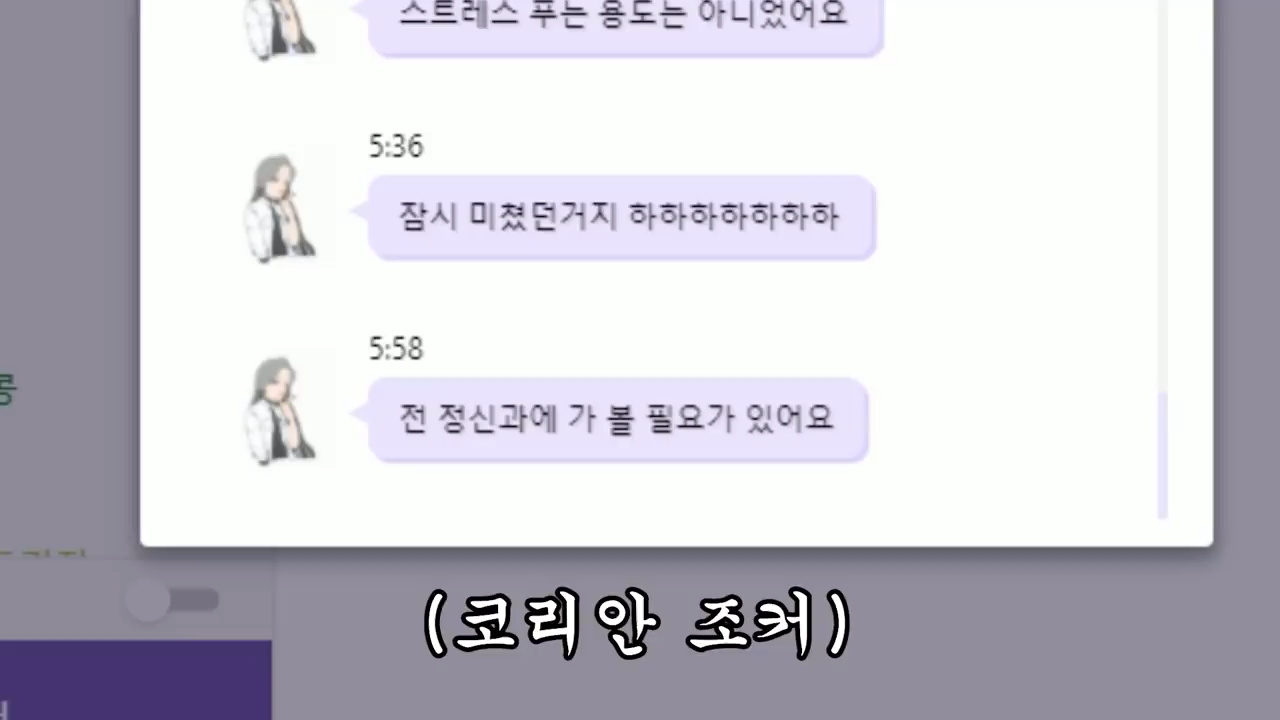 스트레스 푸는 용도는 아니었어요
5:36
잠시 미쳤던거지 하하하하하하하
5:58
전 정신과에 가 볼 필요가 있어요
(코리안 조커)